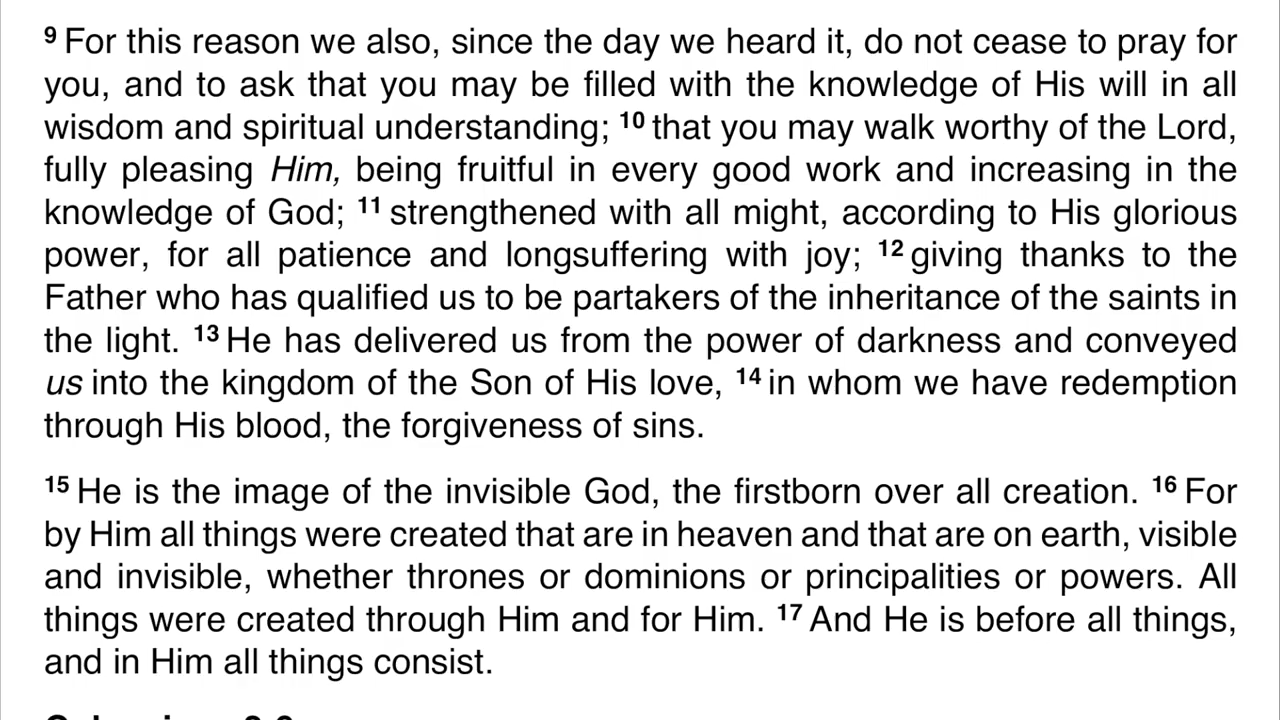 9 For this reason we also, since the day we heard it, do not cease to pray for
you, and to ask that you may be filled with the knowledge of His will in all
wisdom and spiritual understanding; 10 that you may walk worthy of the Lord,
fully pleasing Him, being fruitful in every good work and increasing in the
knowledge of God; 11 strengthened with all might, according to His glorious
power, for all patience and longsuffering with joy; 12 giving thanks to the
Father who has qualified us to be partakers of the inheritance of the saints in
the light. 13 He has delivered us from the power of darkness and conveyed
us into the kingdom of the Son of His love, 14 in whom we have redemption
through His blood, the forgiveness of sins.
15 He is the image of the invisible God, the firstborn over all creation. 16 For
by Him all things were created that are in heaven and that are on earth, visible
and invisible, whether thrones or dominions or principalities or powers. All
things were created through Him and for Him. 17 And He is before all things,
and in Him all things consist.